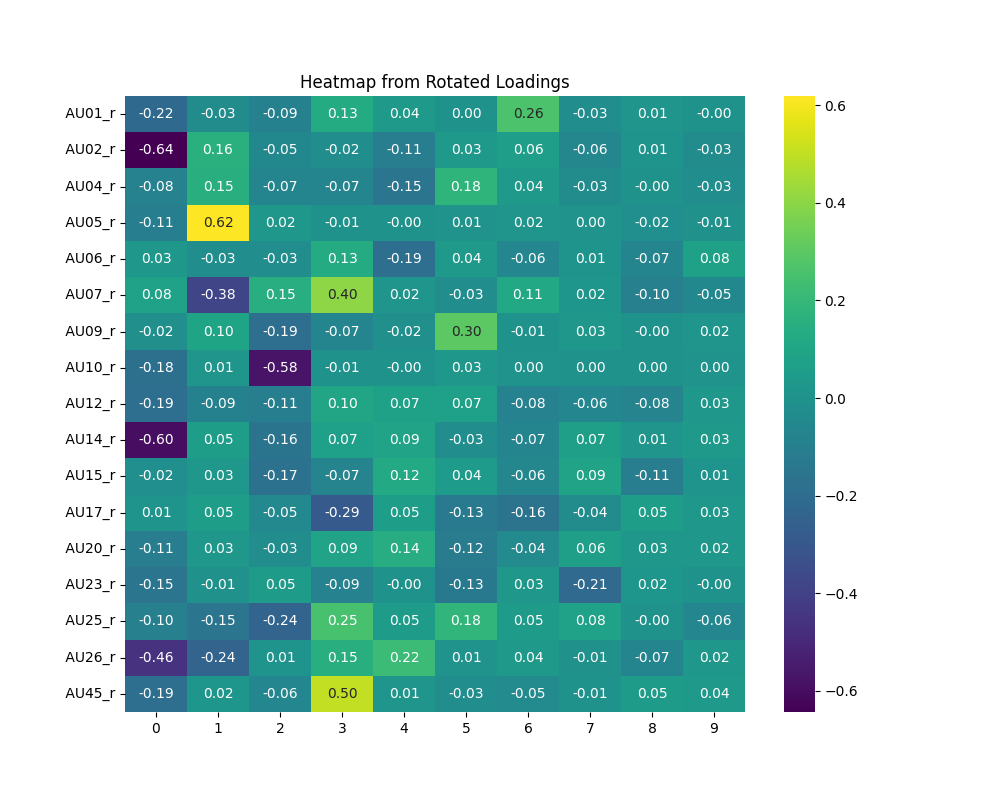 Heatmap from Rotated Loadings
AU01_r -0.22 -0.03 -0.09 0.13 0.04 0.00 0.26 -0.03 0.01 -0.00
AU02_r -0.64 0.16 -0.05 -0.02 -0.11 0.03 0.06 -0.06 0.01 -0.03
AU04_r -0.08 0.15 -0.07 -0.07 -0.15 0.18 0.04 -0.03 -0.00 -0.03
AU05_r -0.11 0.62 0.02 -0.01 -0.00 0.01 0.02 0.00 -0.02 -0.01
AU06_r 0.03 -0.03 -0.03 0.13 -0.19 0.04 -0.06 0.01 -0.07 0.08
AU07_r 0.08 -0.38 0.15 0.40 0.02 -0.03 0.11 0.02 -0.10 -0.05
AU09_r -0.02 0.10 -0.19 -0.07 -0.02 0.30 -0.01 0.03 -0.00 0.02
AU10_r -0.18 0.01 -0.58 -0.01 -0.00 0.03 0.00 0.00 0.00 0.00
AU12_r -0.19 -0.09 -0.11 0.10 0.07 0.07 -0.08 -0.06 -0.08 0.03
AU14_r -0.60 0.05 -0.16 0.07 0.09 -0.03 -0.07 0.07 0.01 0.03
AU15_r -0.02 0.03 -0.17 -0.07 0.12 0.04 -0.06 0.09 -0.11 0.01
AU17_r 0.01 0.05 -0.05 -0.29 0.05 -0.13 -0.16 -0.04 0.05 0.03
AU20_r -0.11 0.03 -0.03 0.09 0.14 -0.12 -0.04 0.06 0.03 0.02
AU23_r -0.15 -0.01 0.05 -0.09 -0.00 -0.13 0.03 -0.21 0.02 -0.00
AU25_r -0.10 -0.15 -0.24 0.25 0.05 0.18 0.05 0.08 -0.00 -0.06
AU26_r -0.46 -0.24 0.01 0.15 0.22 0.01 0.04 -0.01 -0.07 0.02
AU45_r -0.19 0.02 -0.06 0.50 0.01 -0.03 -0.05 -0.01 0.05 0.04
0 1 2 3 4 5 6 7 8 9
0.6
0.4
0.2
0.0
−0.2
−0.4
−0.6